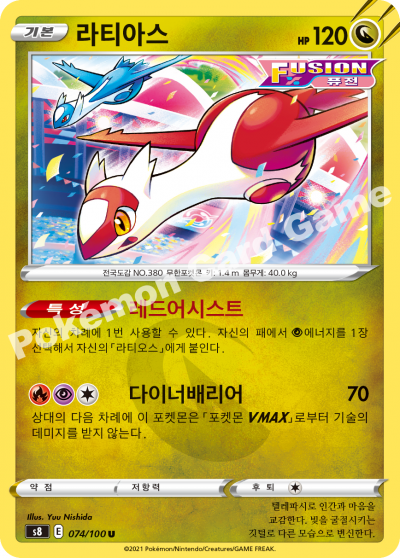 기본 라티아스 HP 120
FUSION
퓨전
전국도감 NO.380 무한포켓몬 키: 1.4 m 몸무게: 40.0 kg
특성 레드어시스트
자신의 차례에 1번 사용할 수 있다. 자신의 패에서 에너지를 1장
선택해서 자신의 「라티오스」에게 붙인다.
다이너배리어 70
상대의 다음 차례에 이 포켓몬은 「포켓몬 VMAX」로부터 기술의
데미지를 받지 않는다.
약점 저항력 후퇴
Illus. Yuu Nishida
s8 E 074/100 U
텔레파시로 인간과 마음을
교감한다. 빛을 굴절시키는
깃털로 다른 모습으로 변신한다.
©2021 Pokémon/Nintendo/Creatures/GAME FREAK.
Pokemon Card Game